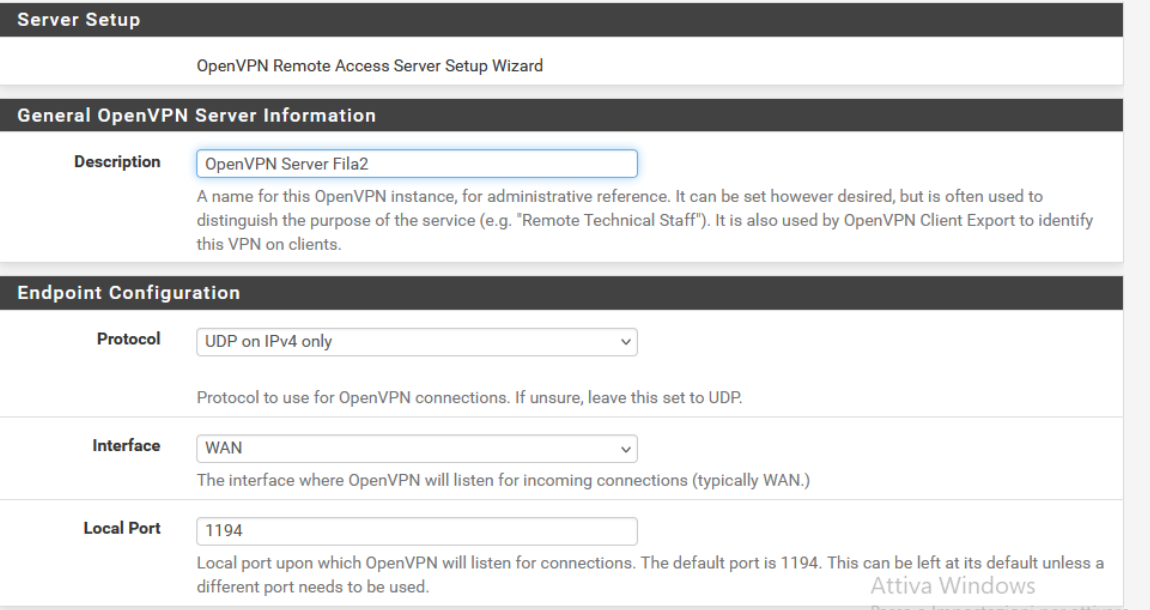 Server Setup
OpenVPN Remote Access Server Setup Wizard
General OpenVPN Server Information
Description
OpenVPN Server Fila2
A name for this OpenVPN instance, for administrative reference. It can be set however desired, but is often used to
distinguish the purpose of the service (e.g. "Remote Technical Staff"). It is also used by OpenVPN Client Export to identify
this VPN on clients.
Endpoint Configuration
Protocol
UDP on IPv4 only
Protocol to use for OpenVPN connections. If unsure, leave this set to UDP.
Interface
WAN
The interface where OpenVPN will listen for incoming connections (typically WAN.)
Local Port
1194
Local port upon which OpenVPN will listen for connections. The default port is 1194. This can be left at its default unless a
different port needs to be used.
Attiva Windows